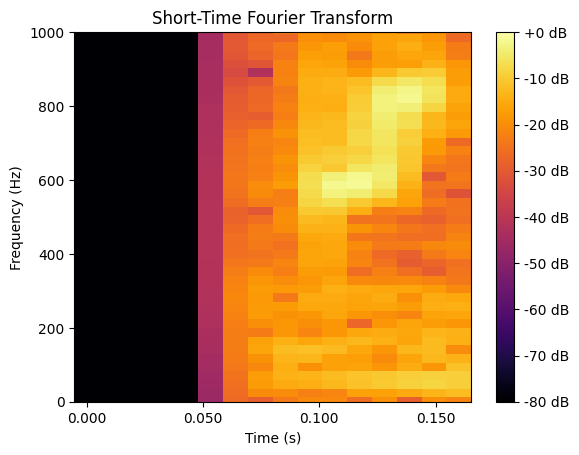 Short-Time Fourier Transform
Frequency (Hz)
1000
800
600
400
200
0
0.000
0.050
0.100
0.150
Time (s)
+0 dB
-10 dB
-20 dB
-30 dB
-40 dB
-50 dB
-60 dB
-70 dB
-80 dB